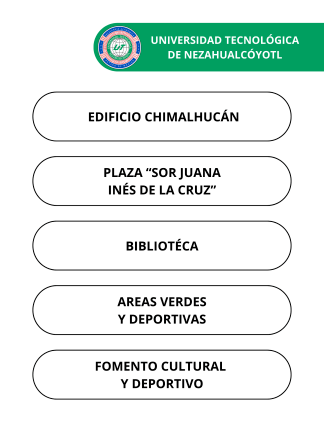 UNIVERSIDAD TECNOLÓGICA
DE NEZAHUALCÓYOTL
EDIFICIO CHIMALHUCÁN
PLAZA “SOR JUANA
INÉS DE LA CRUZ”
BIBLIOTÉCA
AREAS VERDES
Y DEPORTIVAS
FOMENTO CULTURAL
Y DEPORTIVO